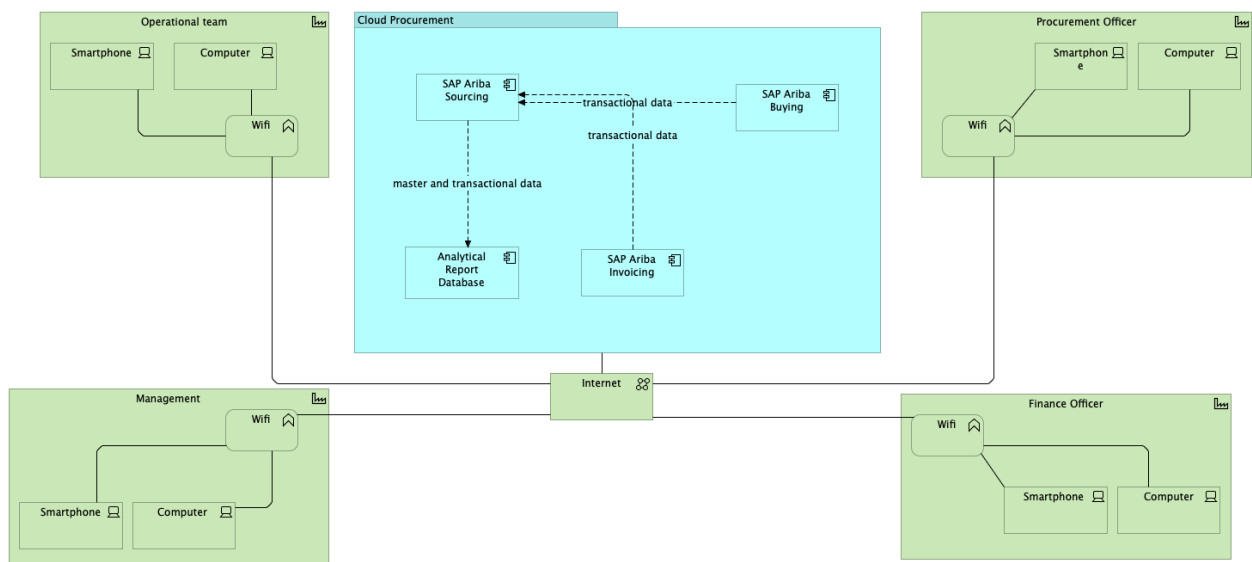 Operational team
Smartphone
Computer
Wifi
Cloud Procurement
SAP Ariba
Sourcing
transactional data
SAP Ariba
Buying
transactional data
master and transactional data
Analytical
Report
Database
SAP Ariba
Invoicing
Procurement Officer
Smartphon
e
Computer
Wifi
Internet
Management
Wifi
Smartphone
Computer
Finance Officer
Wifi
Smartphone
Computer